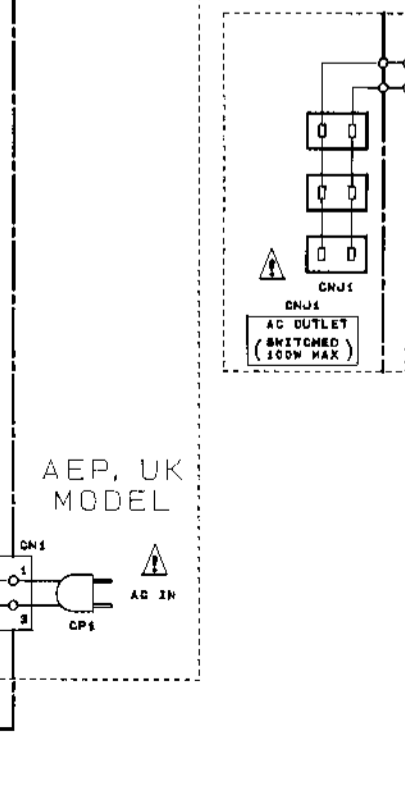 CNJ1
CNJ1
AC OUTLET
(SWITCHED
100W MAX)
AEP, UK
MODEL
CN1
1
AC IN
3
CP1